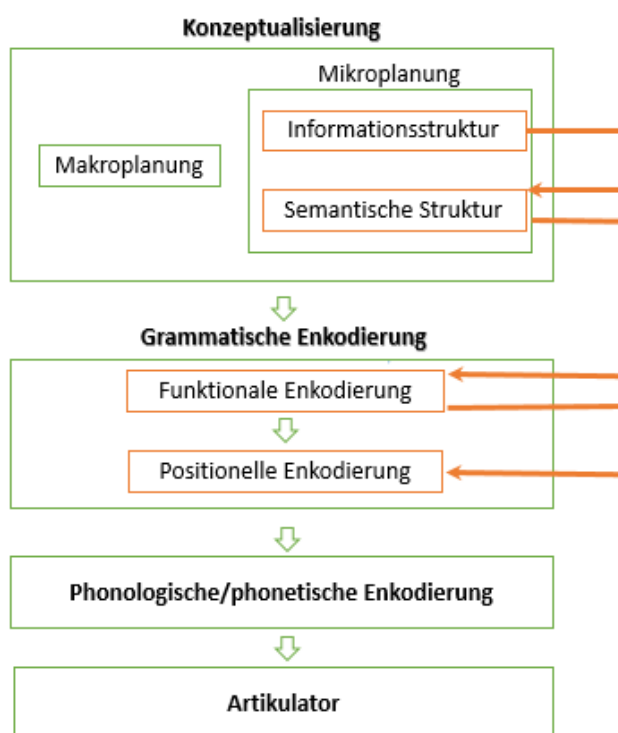 Konzeptualisierung
Mikroplanung
Informationsstruktur
Makroplanung
Semantische Struktur
Grammatische Enkodierung
Funktionale Enkodierung
Positionelle Enkodierung
Phonologische/phonetische Enkodierung
Artikulator